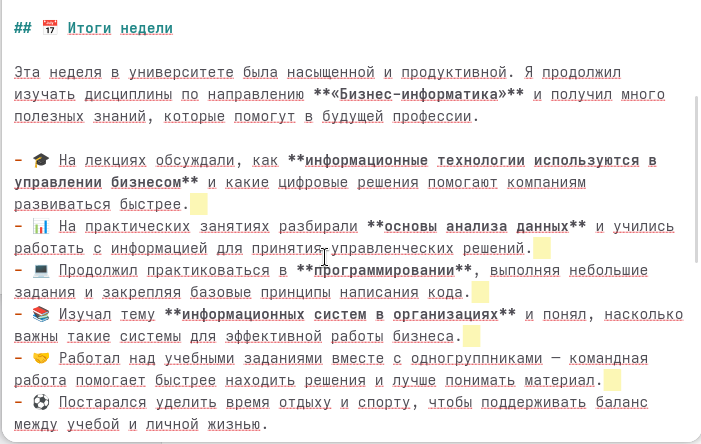 ## 📅 Итоги недели
Эта неделя в университете была насыщенной и продуктивной. Я продолжил
изучать дисциплины по направлению **«Бизнес-информатика»** и получил много
полезных знаний, которые помогут в будущей профессии.
- 🎓 На лекциях обсуждали, как **информационные технологии используются в
управлении бизнесом** и какие цифровые решения помогают компаниям
развиваться быстрее.
- 📊 На практических занятиях разбирали **основы анализа данных** и учились
работать с информацией для принятия управленческих решений.
- 💻 Продолжил практиковаться в **программировании**, выполняя небольшие
задания и закрепляя базовые принципы написания кода.
- 📚 Изучал тему **информационных систем в организациях** и понял, насколько
важны такие системы для эффективной работы бизнеса.
- 🤝 Работал над учебными заданиями вместе с одногруппниками — командная
работа помогает быстрее находить решения и лучше понимать материал.
- ⚽ Постарался уделить время отдыху и спорту, чтобы поддерживать баланс
между учебой и личной жизнью.